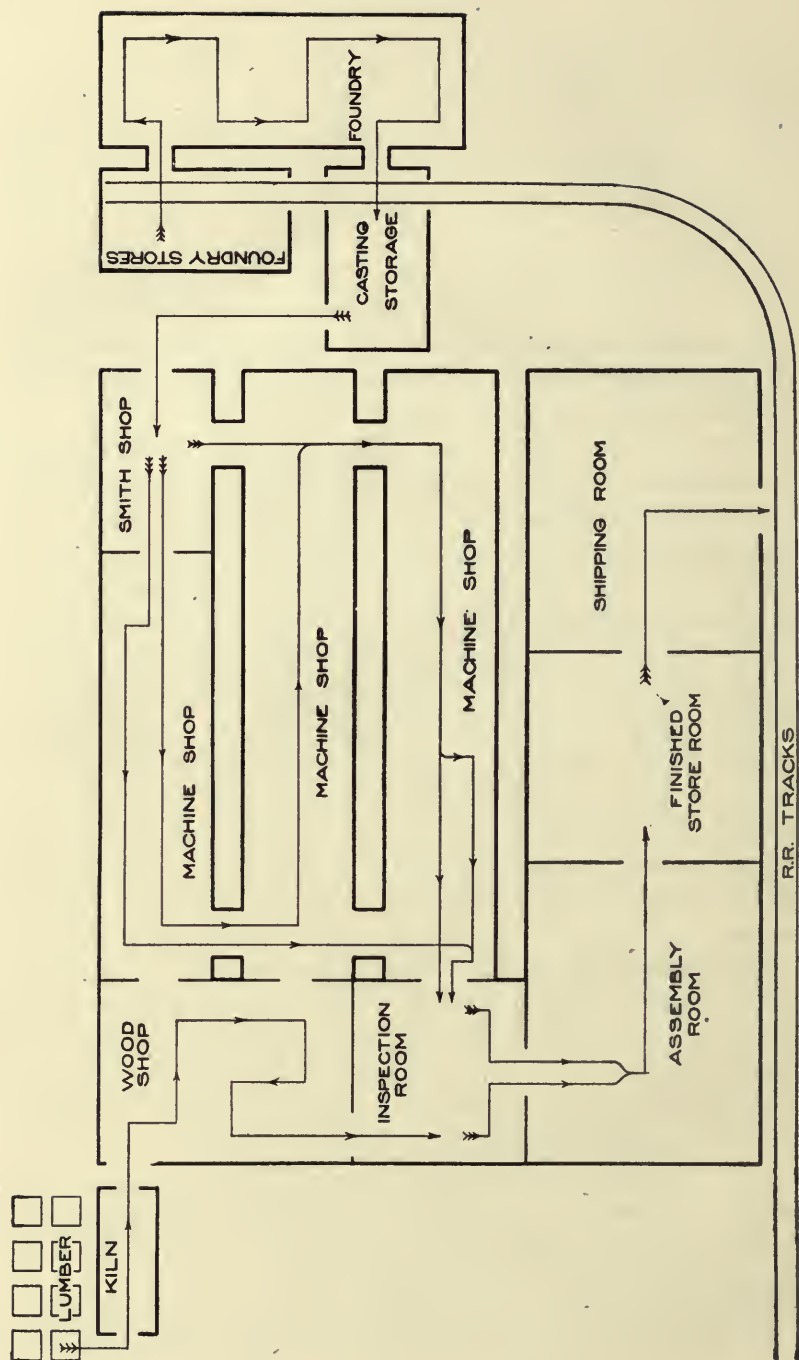 FOUNDRY
FOUNDRY STORES
CASTING
STORAGE
SMITH SHOP
MACHINE SHOP
MACHINE SHOP
MACHINE SHOP
SHIPPING ROOM
FINISHED
STORE ROOM
R.R. TRACKS
ASSEMBLY
ROOM
INSPECTION
ROOM
WOOD
SHOP
KILN
LUMBER